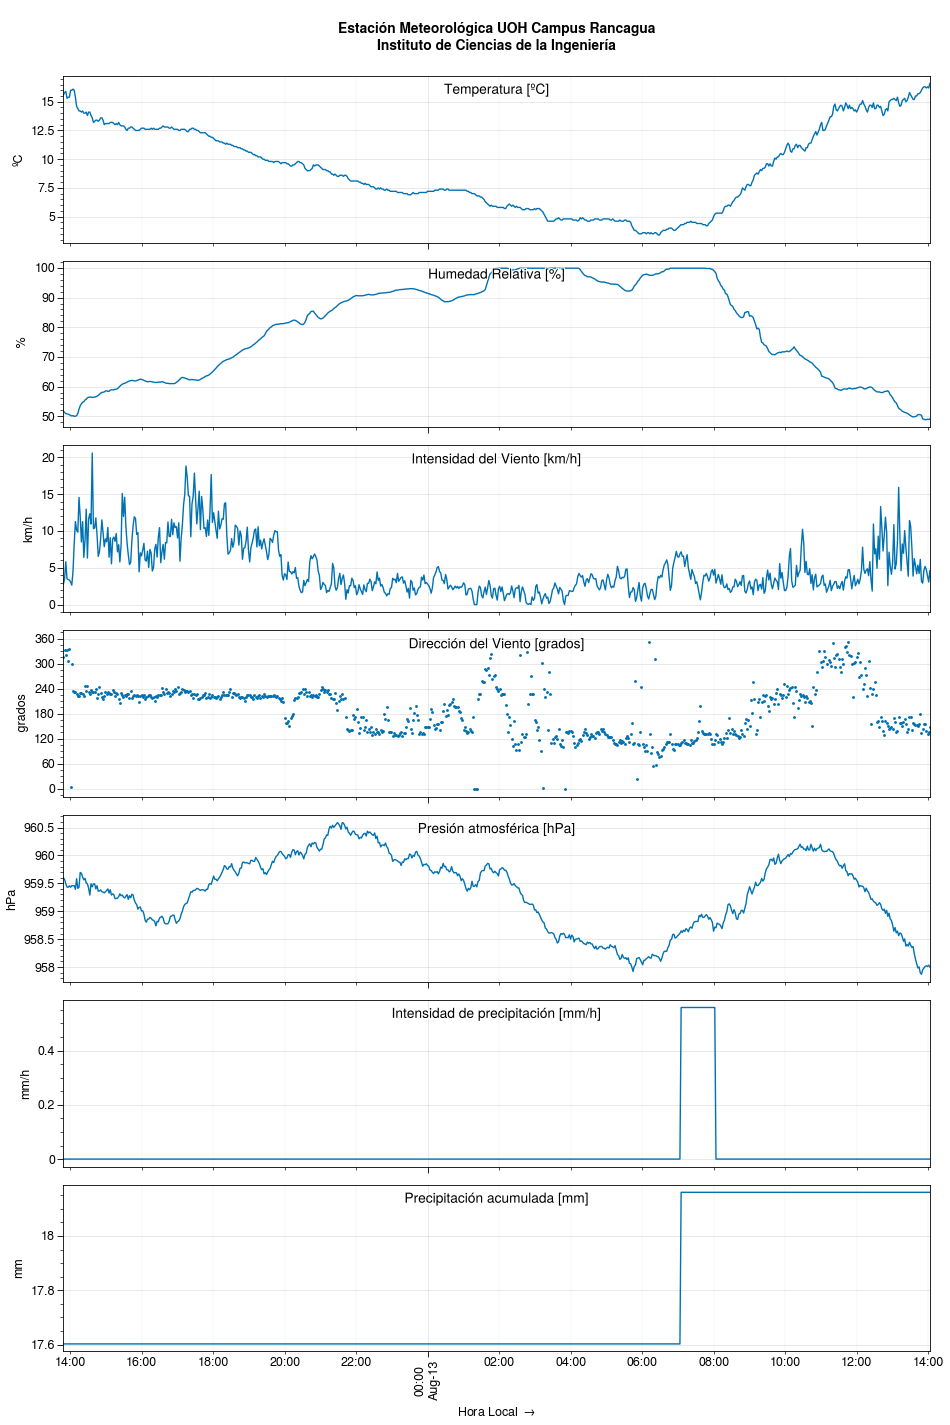 Estación Meteorológica UOH Campus Rancagua
Instituto de Ciencias de la Ingeniería
Temperatura [ºC]
15
12.5
10
7.5
5
ºC
Humedad Relativa [%]
100
90
80
70
60
50
%
Intensidad del Viento [km/h]
20
15
10
5
0
km/h
Dirección del Viento [grados]
360
300
240
180
120
60
0
grados
Presión atmosférica [hPa]
960.5
960
959.5
959
958.5
958
hPa
Intensidad de precipitación [mm/h]
0.4
0.2
0
mm/h
Precipitación acumulada [mm]
18
17.8
17.6
mm
14:00 16:00 18:00 20:00 22:00 00:00 02:00 04:00 06:00 08:00 10:00 12:00 14:00
Aug-13
Hora Local →